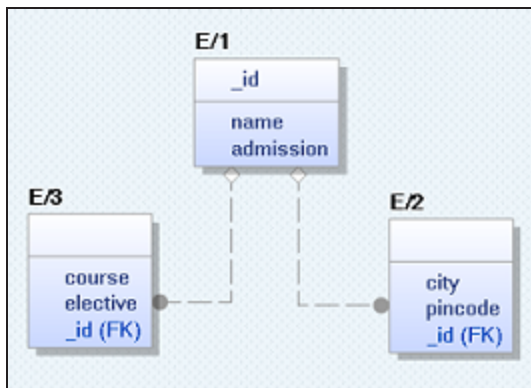 E/1
_id
name
admission
E/3
course
elective
_id (FK)
E/2
city
pincode
_id (FK)